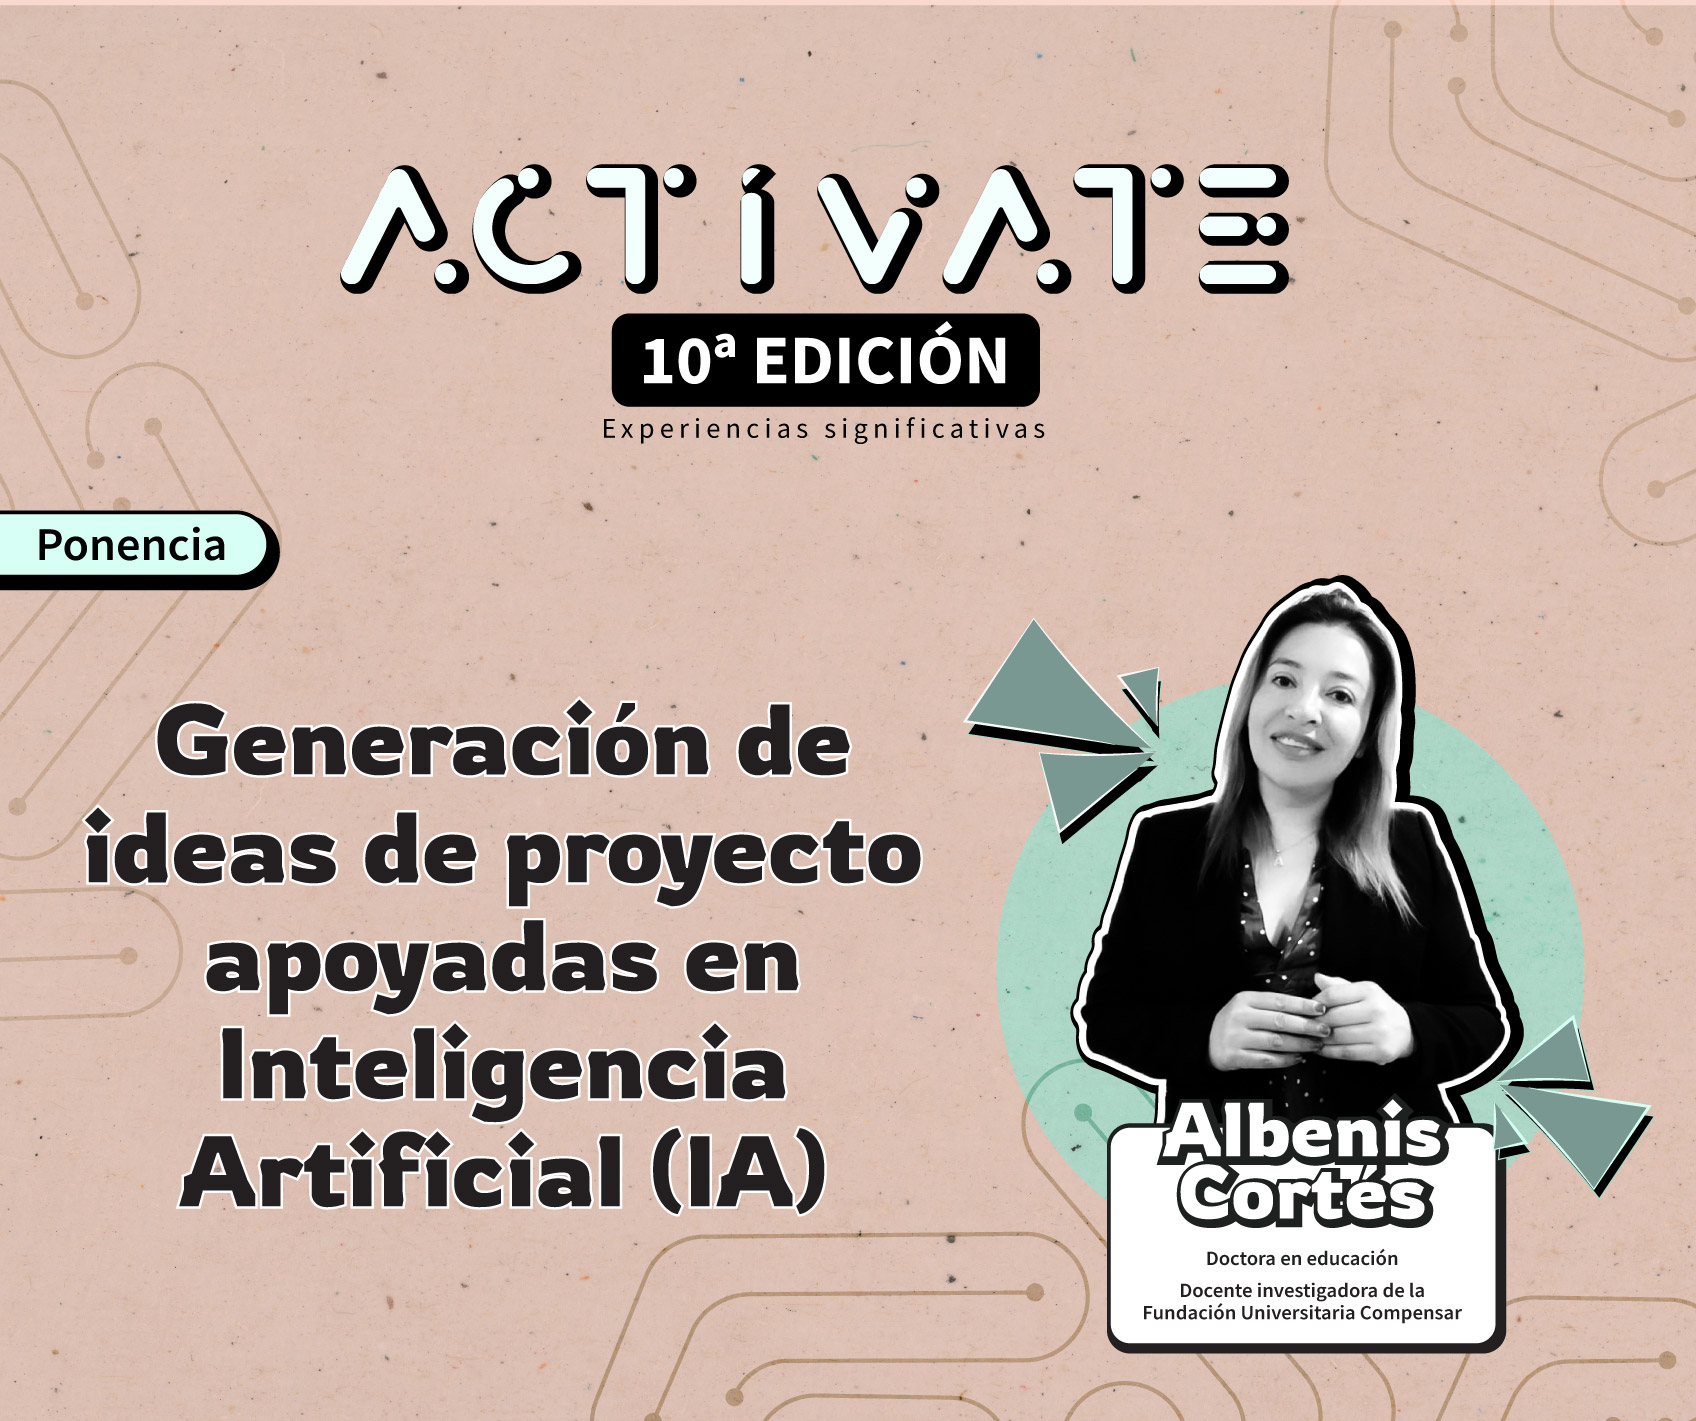 ACTÍVATE
10ª EDICIÓN
Experiencias significativas
Ponencia
Generación de
ideas de proyecto
apoyadas en
Inteligencia
Artificial (IA)
Albenis
Cortés
Doctora en educación
Docente investigadora de la
Fundación Universitaria Compensar